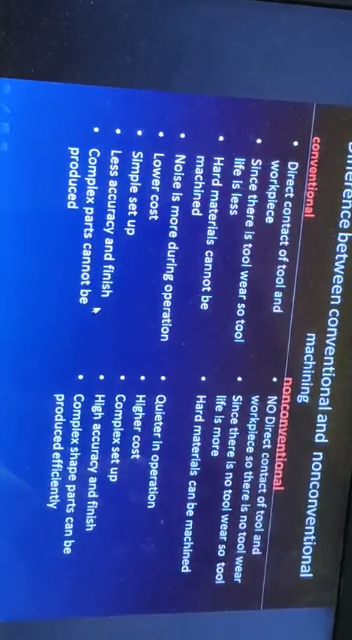 Difference between conventional and nonconventional
machining
conventional
• Direct contact of tool and
workpiece
• Since there is tool wear so tool
life is less
• Hard materials cannot be
machined
• Noise is more during operation
• Lower cost
• Simple set up
• Less accuracy and finish
• Complex parts cannot be
produced
nonconventional
• NO Direct contact of tool and
workpiece so there is no tool wear
• Since there is no tool wear so tool
life is more
• Hard materials can be machined
• Quieter in operation
• Higher cost
• Complex set up
• High accuracy and finish
• Complex shape parts can be
produced efficiently